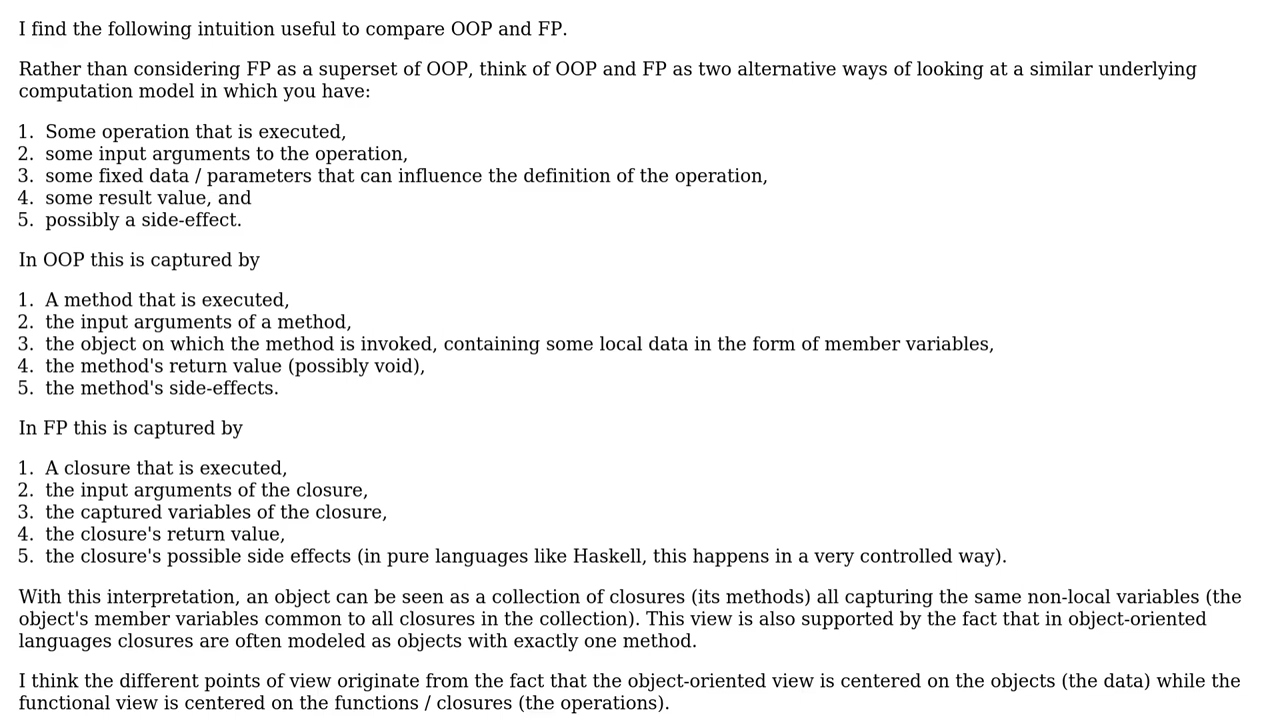 I find the following intuition useful to compare OOP and FP.
Rather than considering FP as a superset of OOP, think of OOP and FP as two alternative ways of looking at a similar underlying
computation model in which you have:
1. Some operation that is executed,
2. some input arguments to the operation,
3. some fixed data / parameters that can influence the definition of the operation,
4. some result value, and
5. possibly a side-effect.
In OOP this is captured by
1. A method that is executed,
2. the input arguments of a method,
3. the object on which the method is invoked, containing some local data in the form of member variables,
4. the method's return value (possibly void),
5. the method's side-effects.
In FP this is captured by
1. A closure that is executed,
2. the input arguments of the closure,
3. the captured variables of the closure,
4. the closure's return value,
5. the closure's possible side effects (in pure languages like Haskell, this happens in a very controlled way).
With this interpretation, an object can be seen as a collection of closures (its methods) all capturing the same non-local variables (the
object's member variables common to all closures in the collection). This view is also supported by the fact that in object-oriented
languages closures are often modeled as objects with exactly one method.
I think the different points of view originate from the fact that the object-oriented view is centered on the objects (the data) while the
functional view is centered on the functions / closures (the operations).